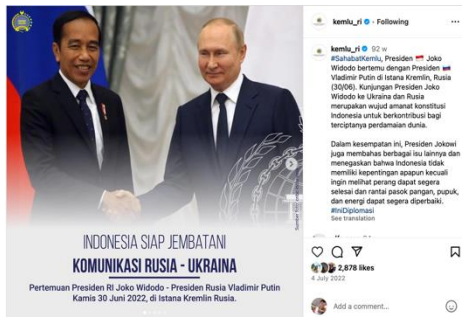 INDONESIA SIAP JEMBATANI
KOMUNIKASI RUSIA - UKRAINA
Pertemuan Presiden RI Joko Widodo - Presiden Rusia Vladimir Putin
Kamis 30 Juni 2022, di Istana Kremlin Rusia.
kemlu_ri • Following
kemlu_ri 92 w
#SahabatKemlu, Presiden 🇮🇩 Joko
Widodo bertemu dengan Presiden 🇷🇺
Vladimir Putin di Istana Kremlin, Rusia
(30/06). Kunjungan Presiden Joko
Widodo ke Ukraina dan Rusia
merupakan wujud amanat konstitusi
Indonesia untuk berkontribusi bagi
terciptanya perdamaian dunia.
Dalam kesempatan ini, Presiden Jokowi
juga membahas berbagai isu lainnya dan
menegaskan bahwa Indonesia tidak
memiliki kepentingan apapun kecuali
ingin melihat perang dapat segera
selesai dan rantai pasok pangan, pupuk,
dan energi dapat segera diperbaiki.
#IniDiplomasi
See translation
2,878 likes
4 July 2022
Add a comment...